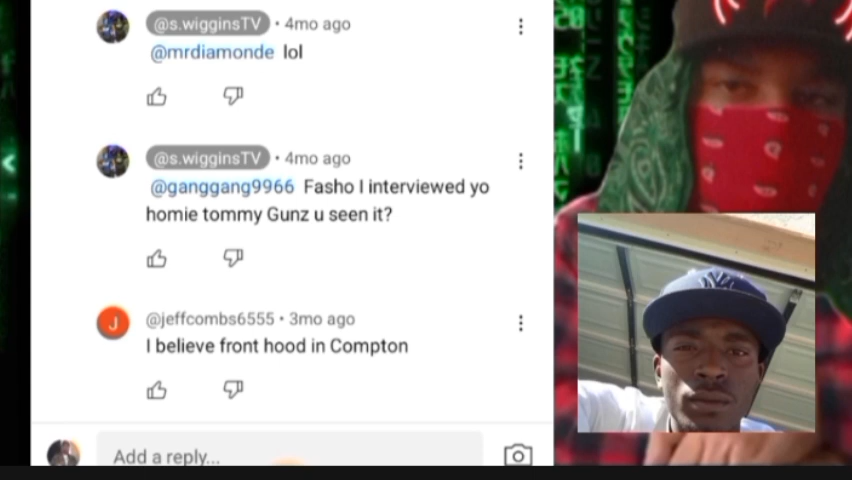 @s.wigginsTV • 4mo ago
@mrdiamonde lol
@s.wigginsTV • 4mo ago
@ganggang9966 Fasho I interviewed yo
homie tommy Gunz u seen it?
J @jeffcombs6555 • 3mo ago
I believe front hood in Compton
Add a reply...